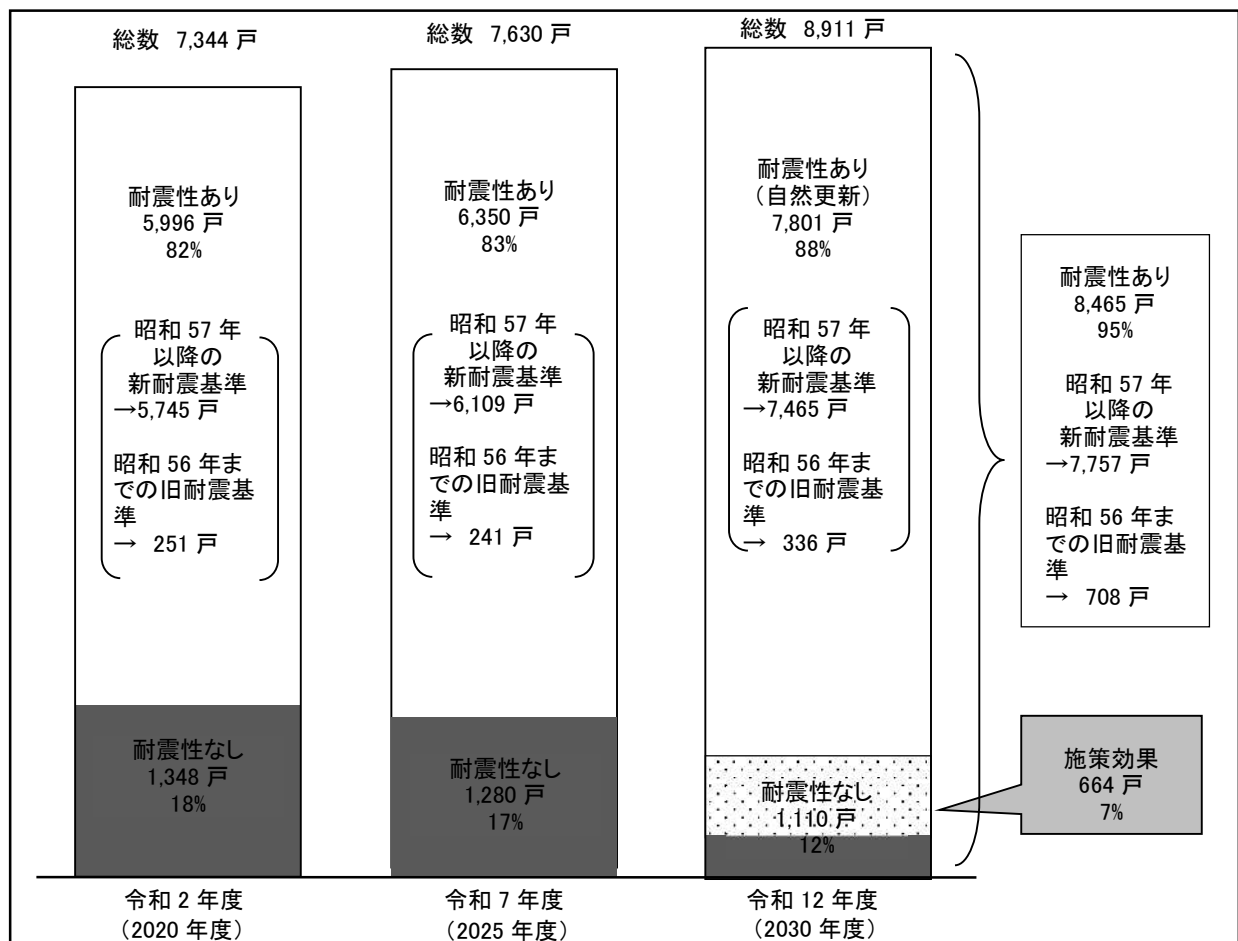 総数 7,344 戸
耐震性あり
5,996 戸
82%
昭和 57 年
以降の
新耐震基準
→5,745 戸
昭和 56 年ま
での旧耐震基
準
→ 251 戸
耐震性なし
1,348 戸
18%
令和 2 年度
(2020 年度)
総数 7,630 戸
耐震性あり
6,350 戸
83%
昭和 57 年
以降の
新耐震基準
→6,109 戸
昭和 56 年ま
での旧耐震基
準
→ 241 戸
耐震性なし
1,280 戸
17%
令和 7 年度
(2025 年度)
総数 8,911 戸
耐震性あり
(自然更新)
7,801 戸
88%
昭和 57 年
以降の
新耐震基準
→7,465 戸
昭和 56 年ま
での旧耐震基
準
→ 336 戸
耐震性なし
1,110 戸
12%
令和 12 年度
(2030 年度)
耐震性あり
8,465 戸
95%
昭和 57 年
以降の
新耐震基準
→7,757 戸
昭和 56 年ま
での旧耐震基
準
→ 708 戸
施策効果
664 戸
7%